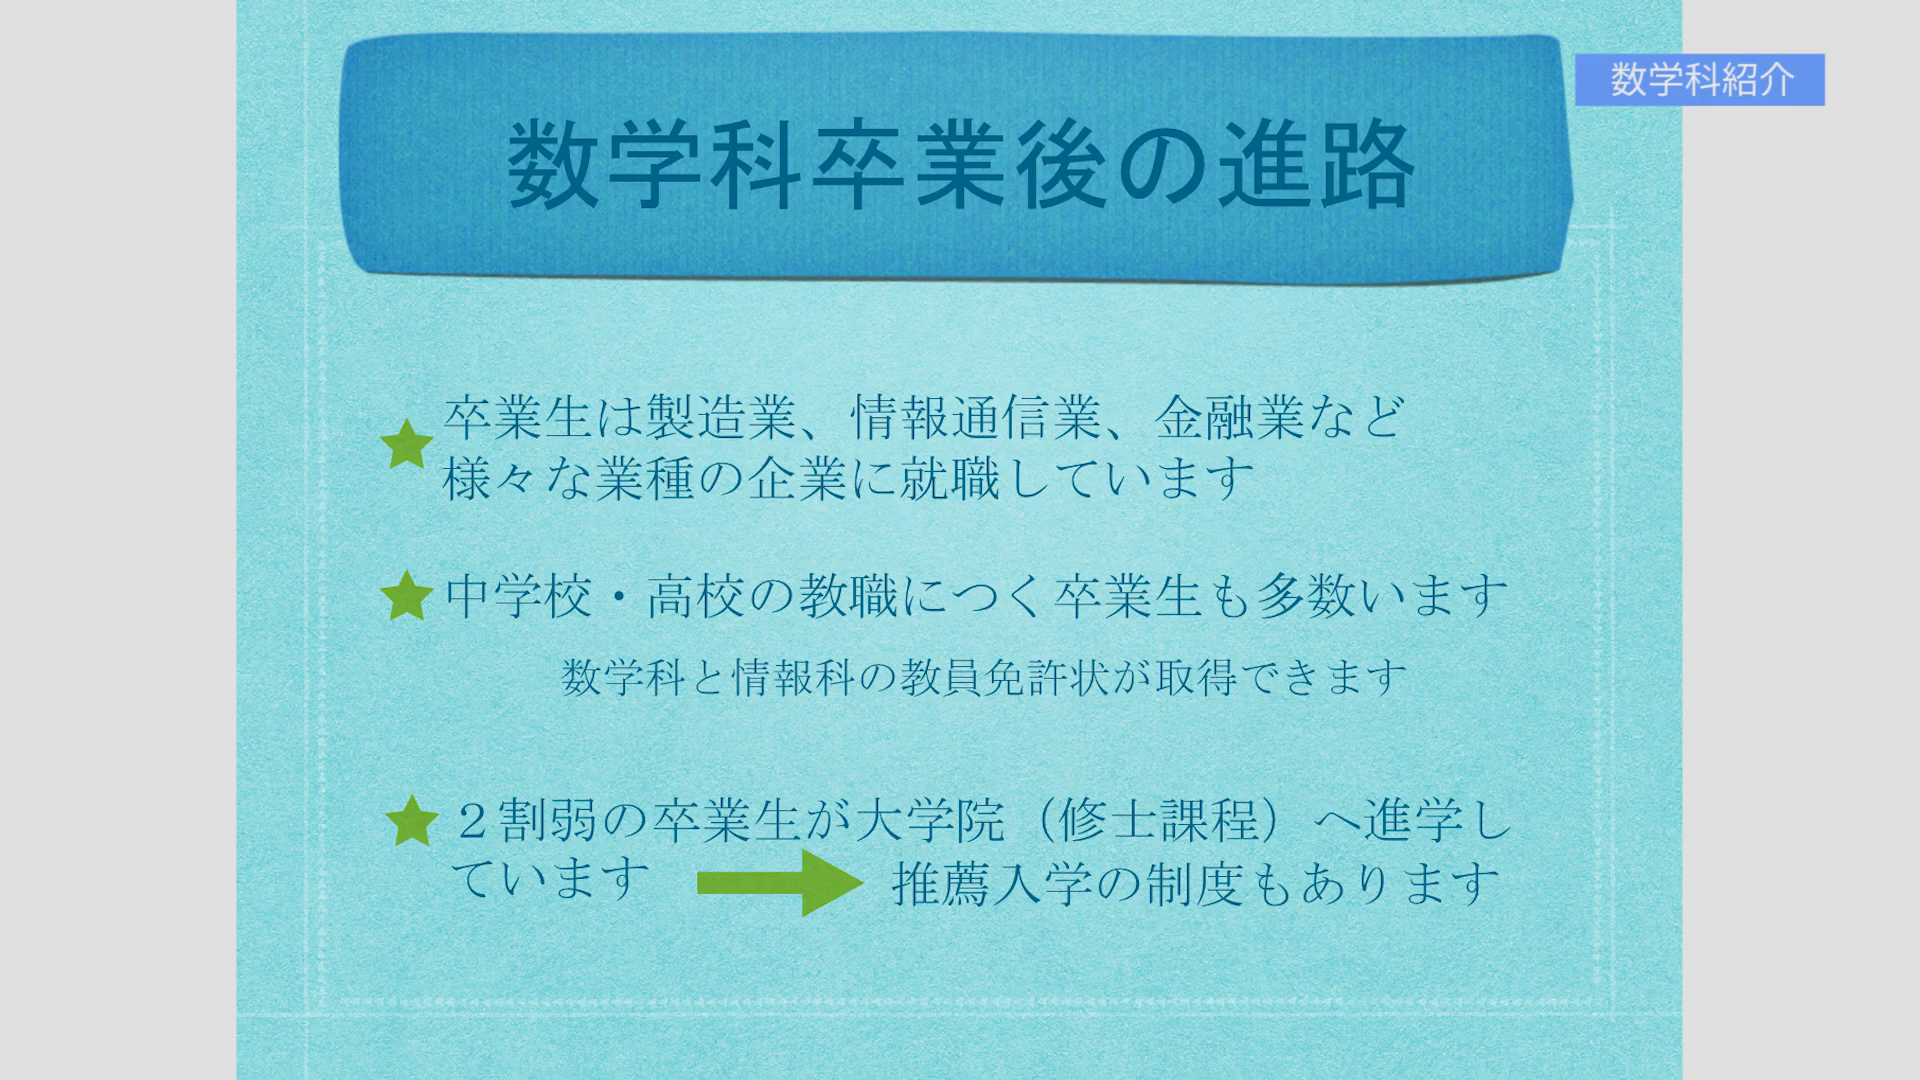 数学科紹介
数学科卒業後の進路
卒業生は製造業、情報通信業、金融業など
様々な業種の企業に就職しています
中学校・高校の教職につく卒業生も多数います
数学科と情報科の教員免許状が取得できます
２割弱の卒業生が大学院（修士課程）へ進学し
ています
推薦入学の制度もあります